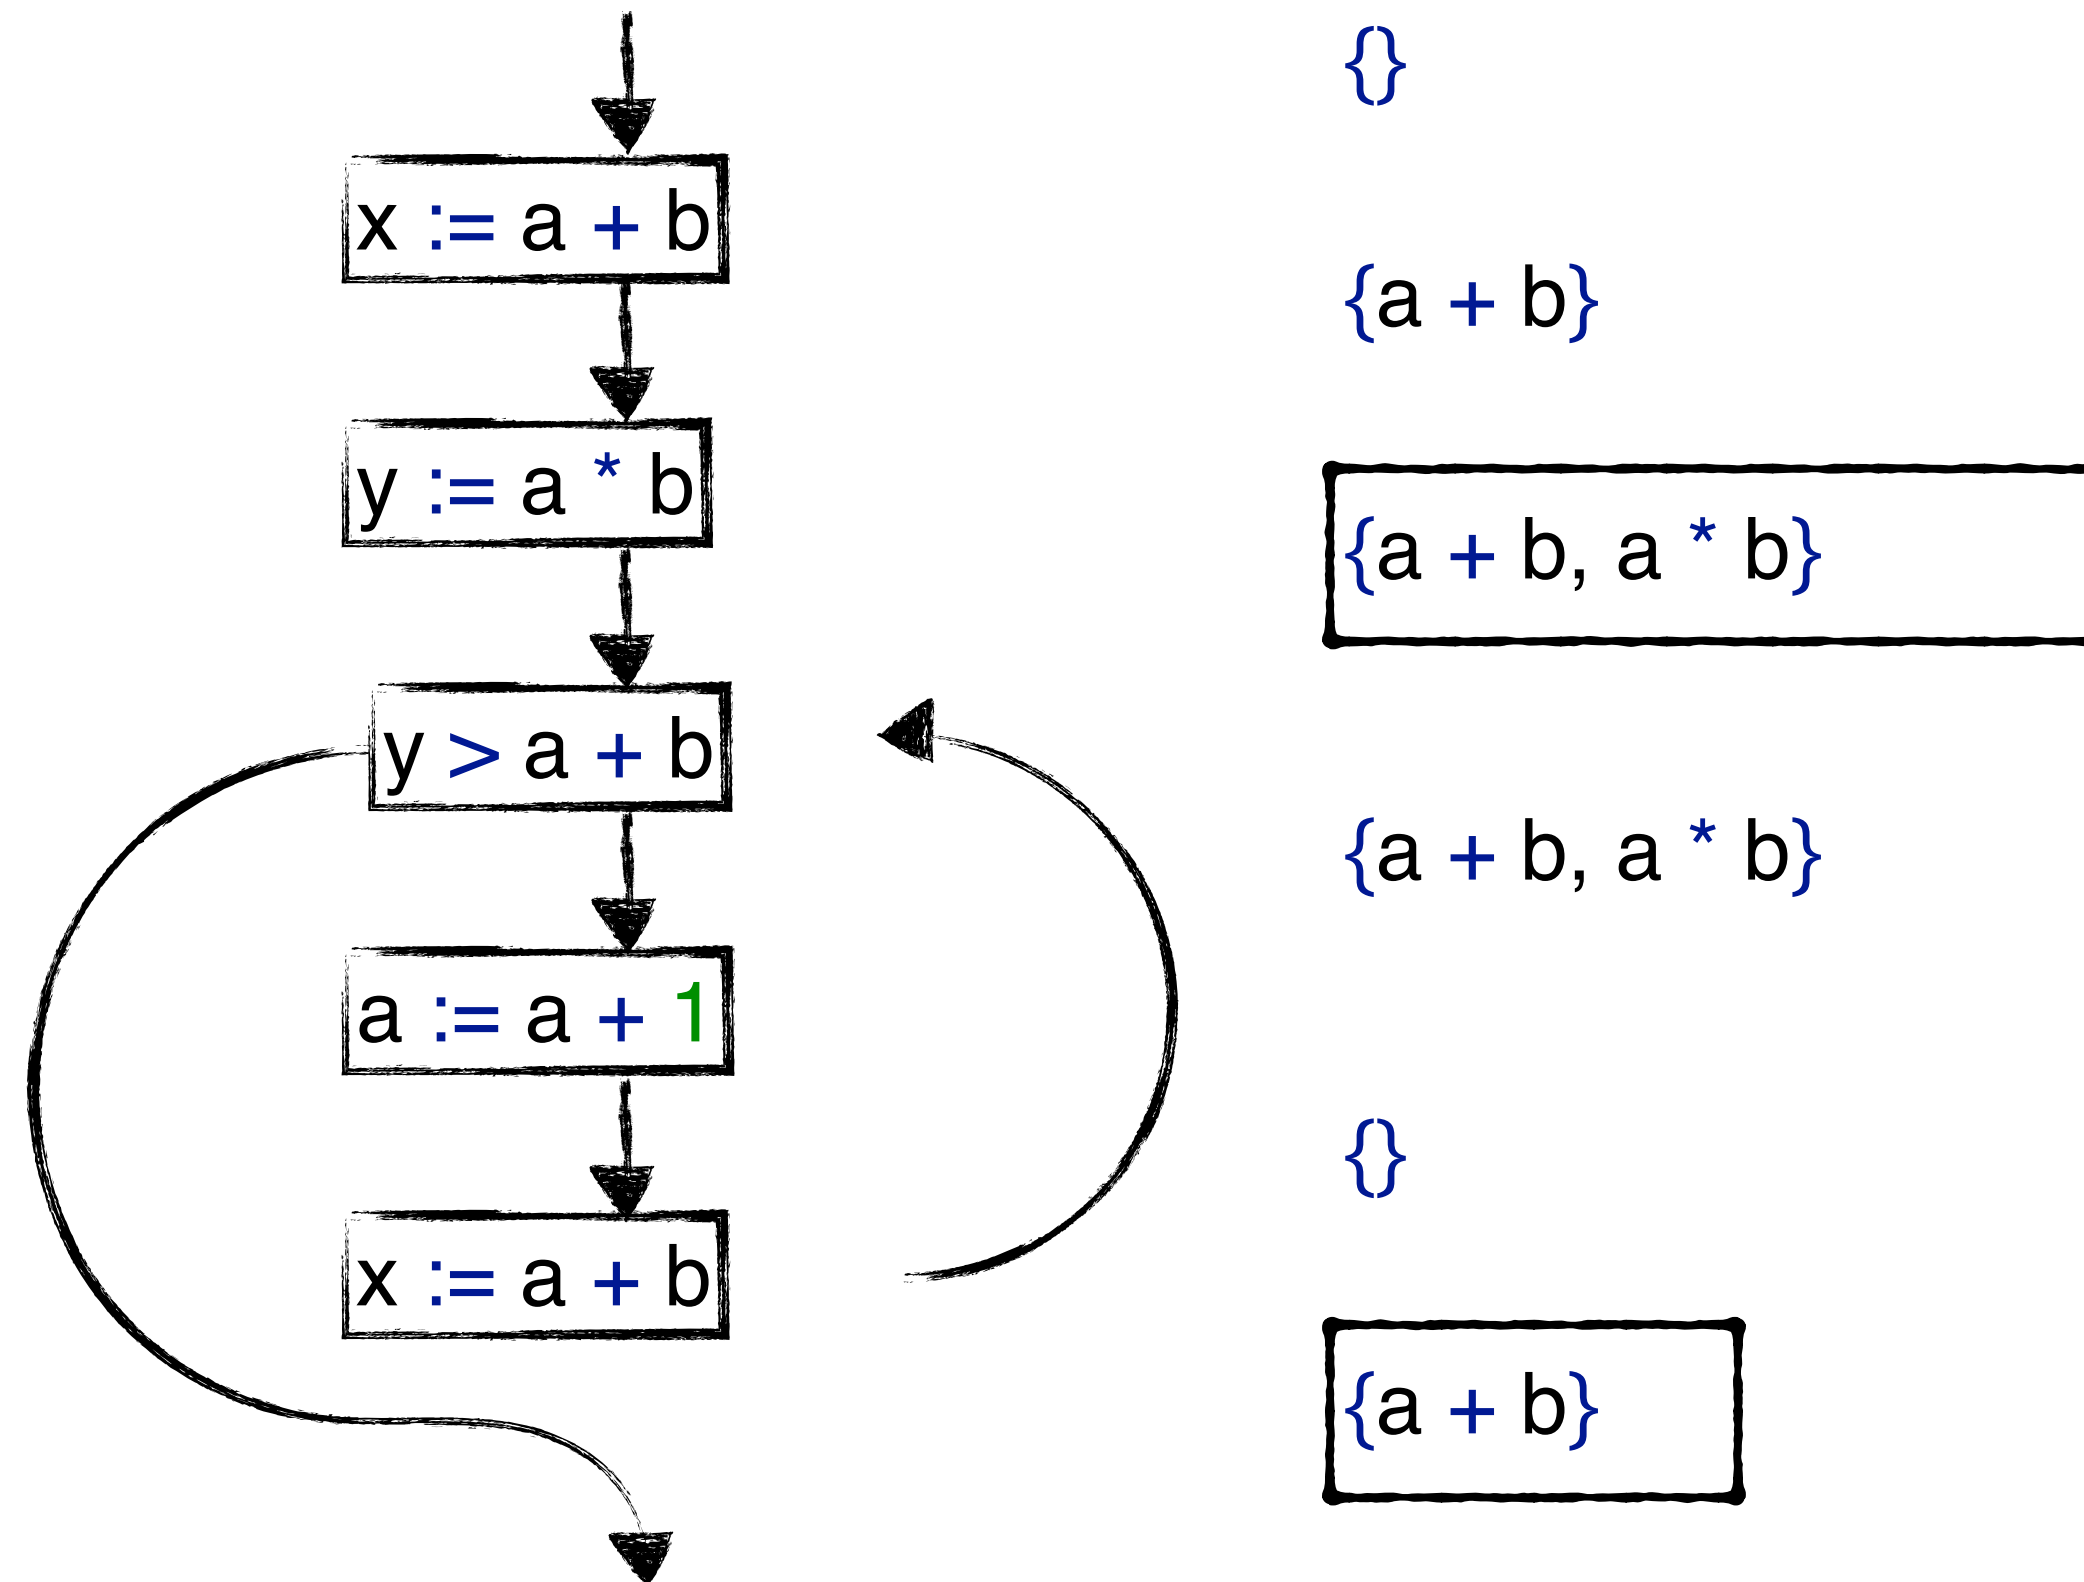 {}
x := a + b
{a + b}
y := a * b
{a + b, a * b}
y > a + b
{a + b, a * b}
a := a + 1
{}
x := a + b
{a + b}